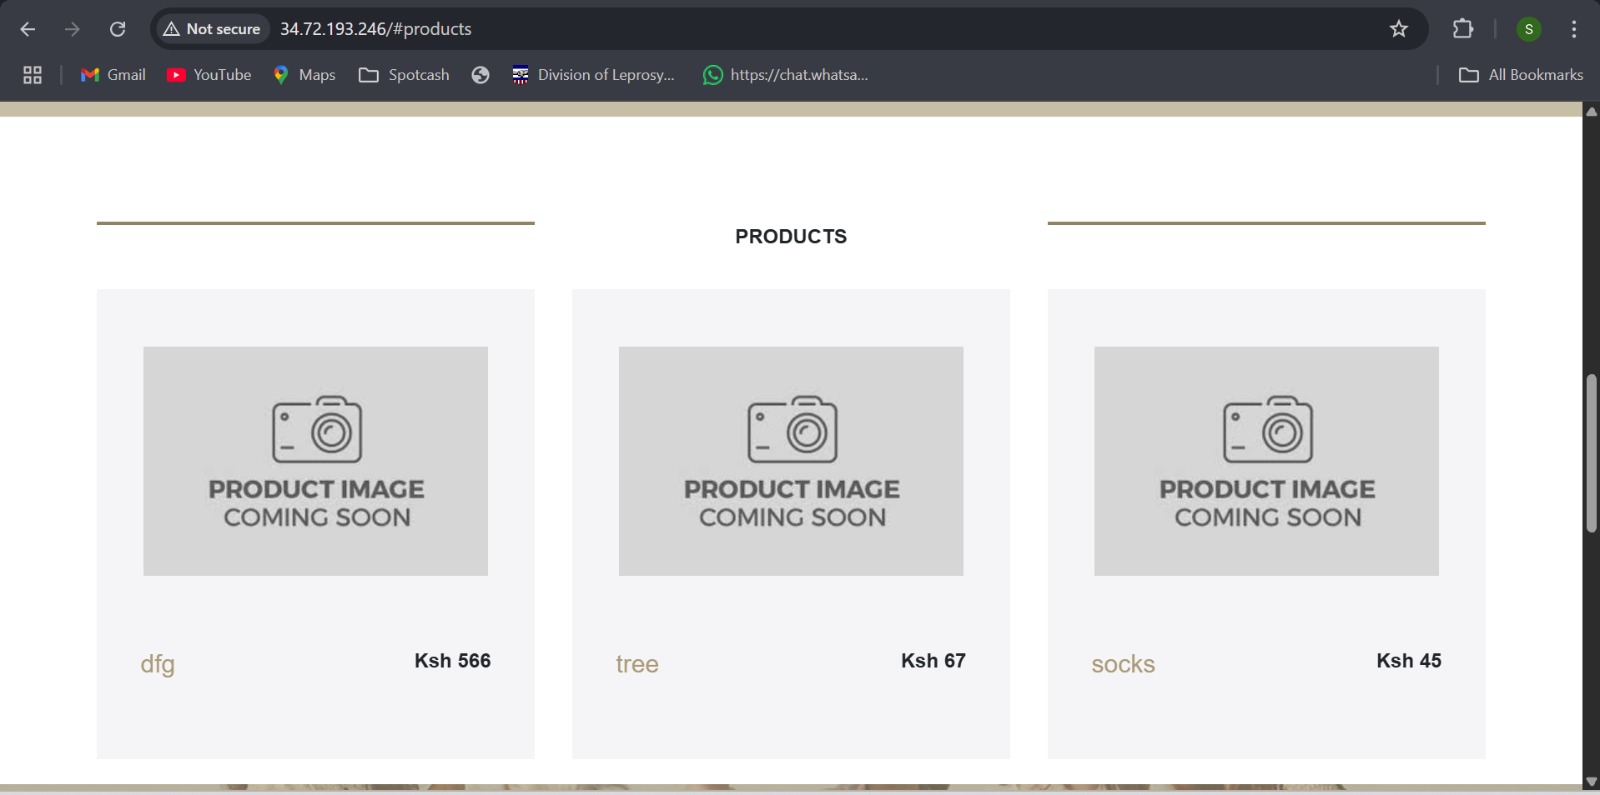 Not secure 34.72.193.246/#products S
Gmail YouTube Maps Spotcash Division of Leprosy... https://chat.whatsa... All Bookmarks
PRODUCTS
PRODUCT IMAGE
COMING SOON
dfg Ksh 566
PRODUCT IMAGE
COMING SOON
tree Ksh 67
PRODUCT IMAGE
COMING SOON
socks Ksh 45